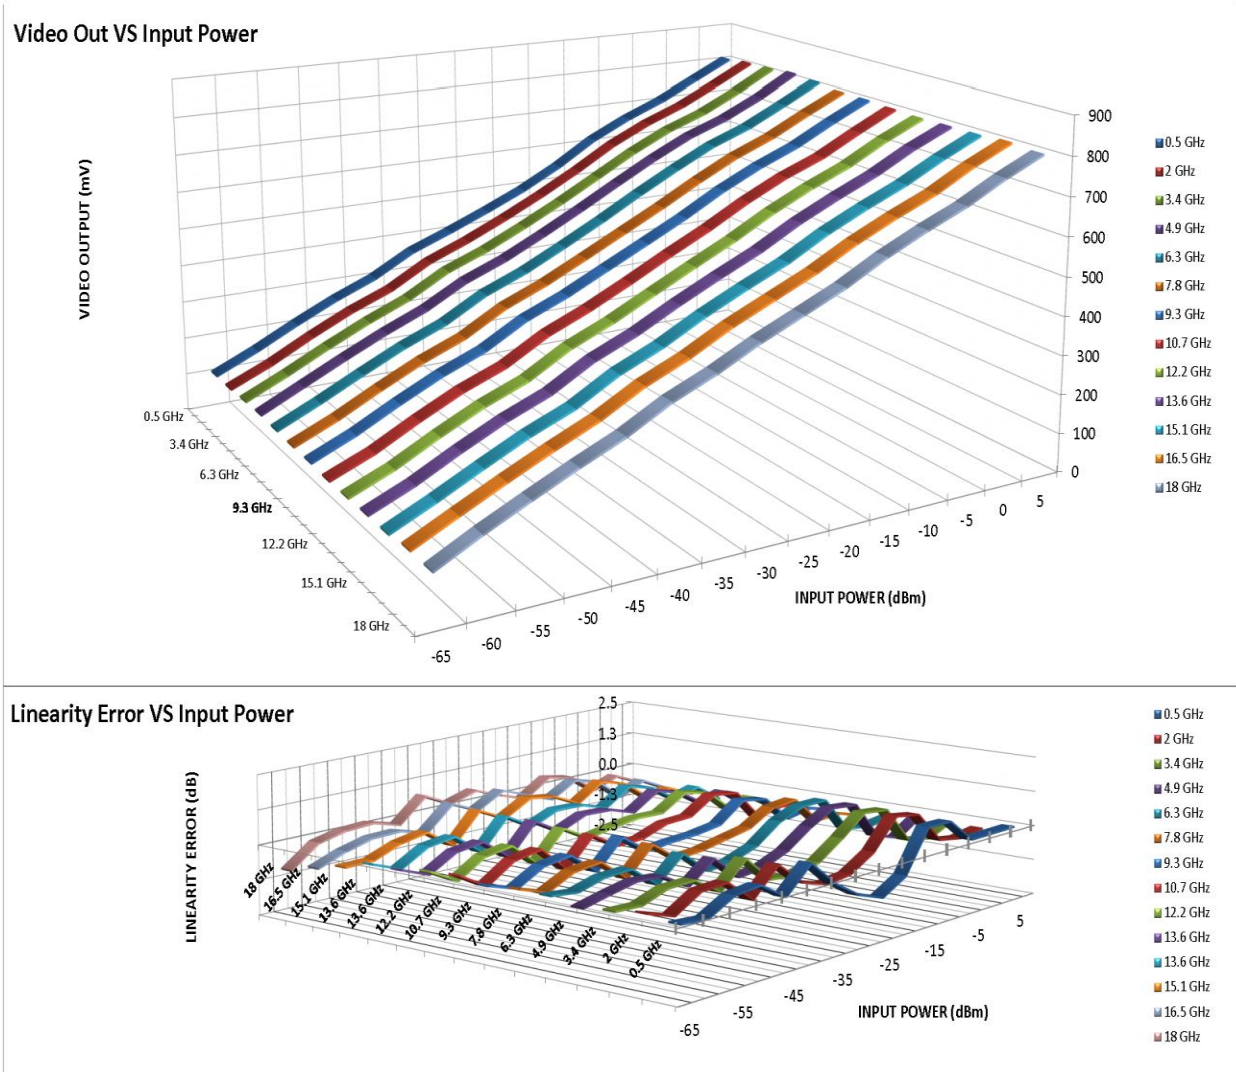 Video Out VS Input Power
VIDEO OUTPUT (mV)
900
800
700
600
500
400
300
200
100
0
0.5 GHz
3.4 GHz
6.3 GHz
9.3 GHz
12.2 GHz
15.1 GHz
18 GHz
-65
-60
-55
-50
-45
-40
-35
-30
-25
-20
-15
-10
-5
0
5
INPUT POWER (dBm)
0.5 GHz
2 GHz
3.4 GHz
4.9 GHz
6.3 GHz
7.8 GHz
9.3 GHz
10.7 GHz
12.2 GHz
13.6 GHz
15.1 GHz
16.5 GHz
18 GHz
Linearity Error VS Input Power
LINEARITY ERROR (dB)
2.5
1.3
0.0
-1.3
-2.5
18 GHz
16.5 GHz
15.1 GHz
13.6 GHz
13.6 GHz
12.2 GHz
10.7 GHz
9.3 GHz
7.8 GHz
6.3 GHz
4.9 GHz
3.4 GHz
2 GHz
0.5 GHz
-65
-55
-45
-35
-25
-15
-5
5
INPUT POWER (dBm)
0.5 GHz
2 GHz
3.4 GHz
4.9 GHz
6.3 GHz
7.8 GHz
9.3 GHz
10.7 GHz
12.2 GHz
13.6 GHz
13.6 GHz
15.1 GHz
16.5 GHz
18 GHz